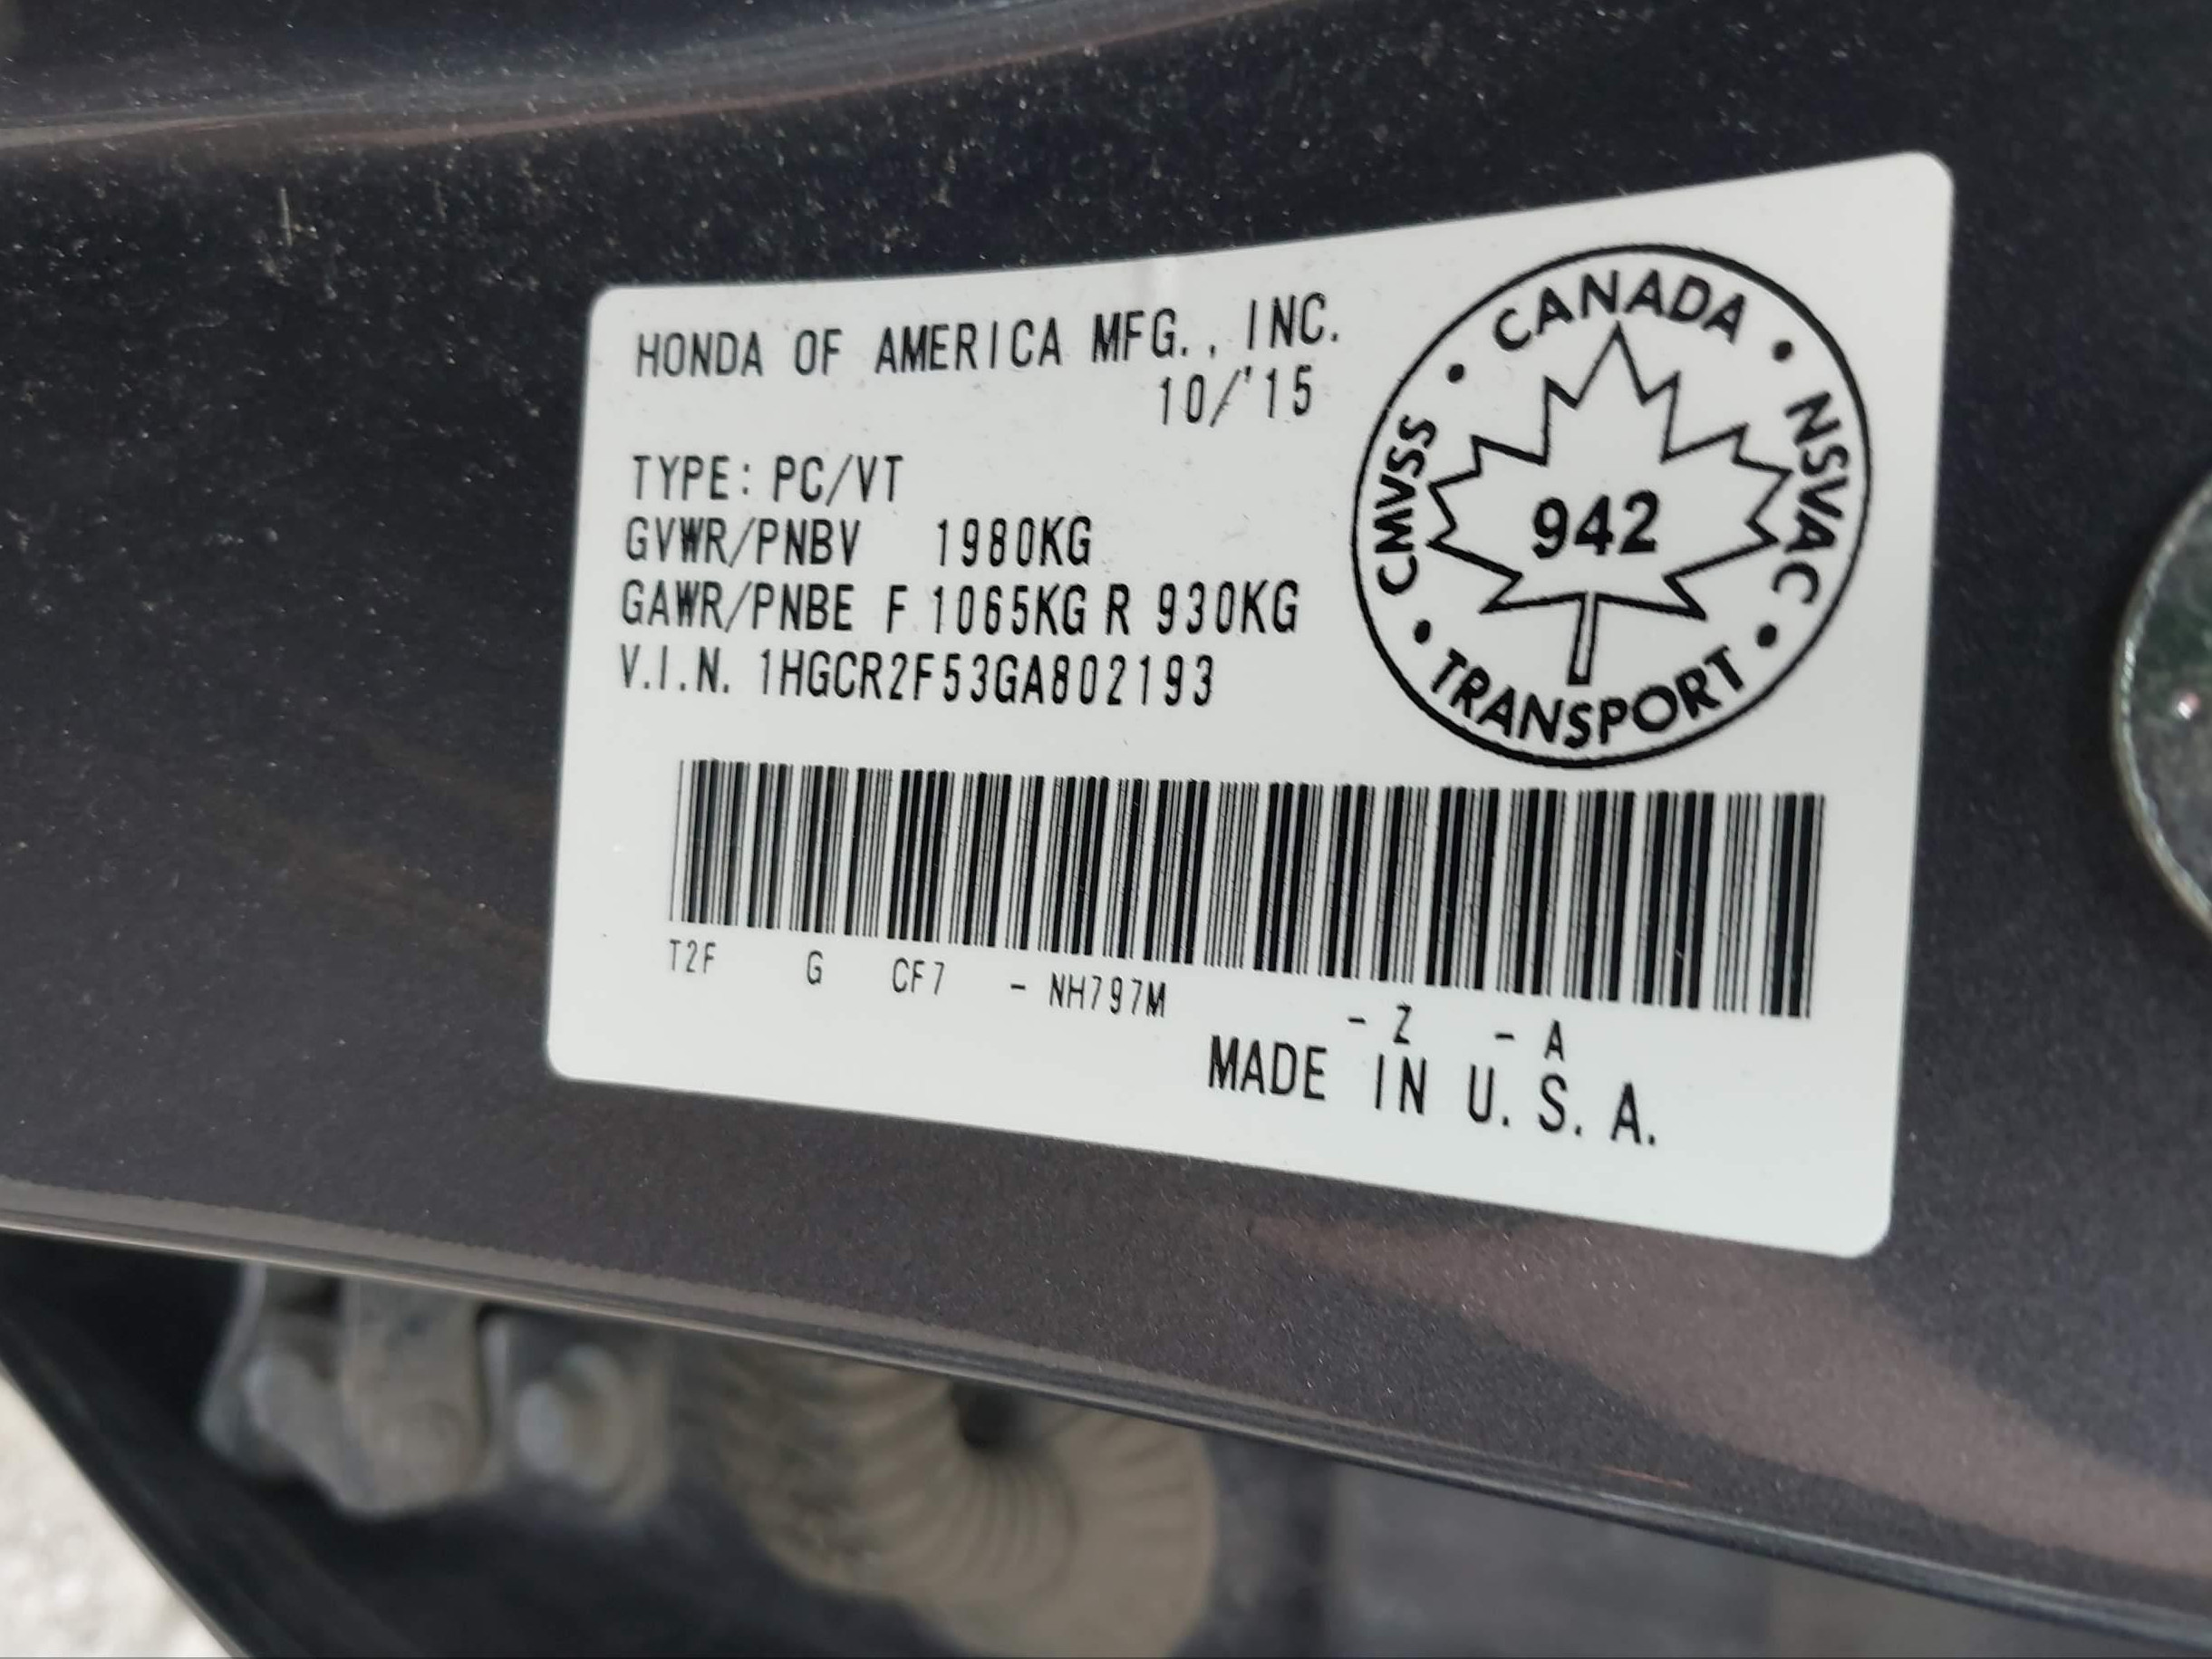 HONDA OF AMERICA MFG., INC.
10/'15
TYPE: PC/VT
GVWR/PNBV 1980KG
GAWR/PNBE F 1065KG R 930KG
V.I.N. 1HGCR2F53GA802193
CANADA • NSVAC • TRANSPORT • CMVSS •
942
T2F G CF7 - NH797M - Z - A
MADE IN U.S.A.